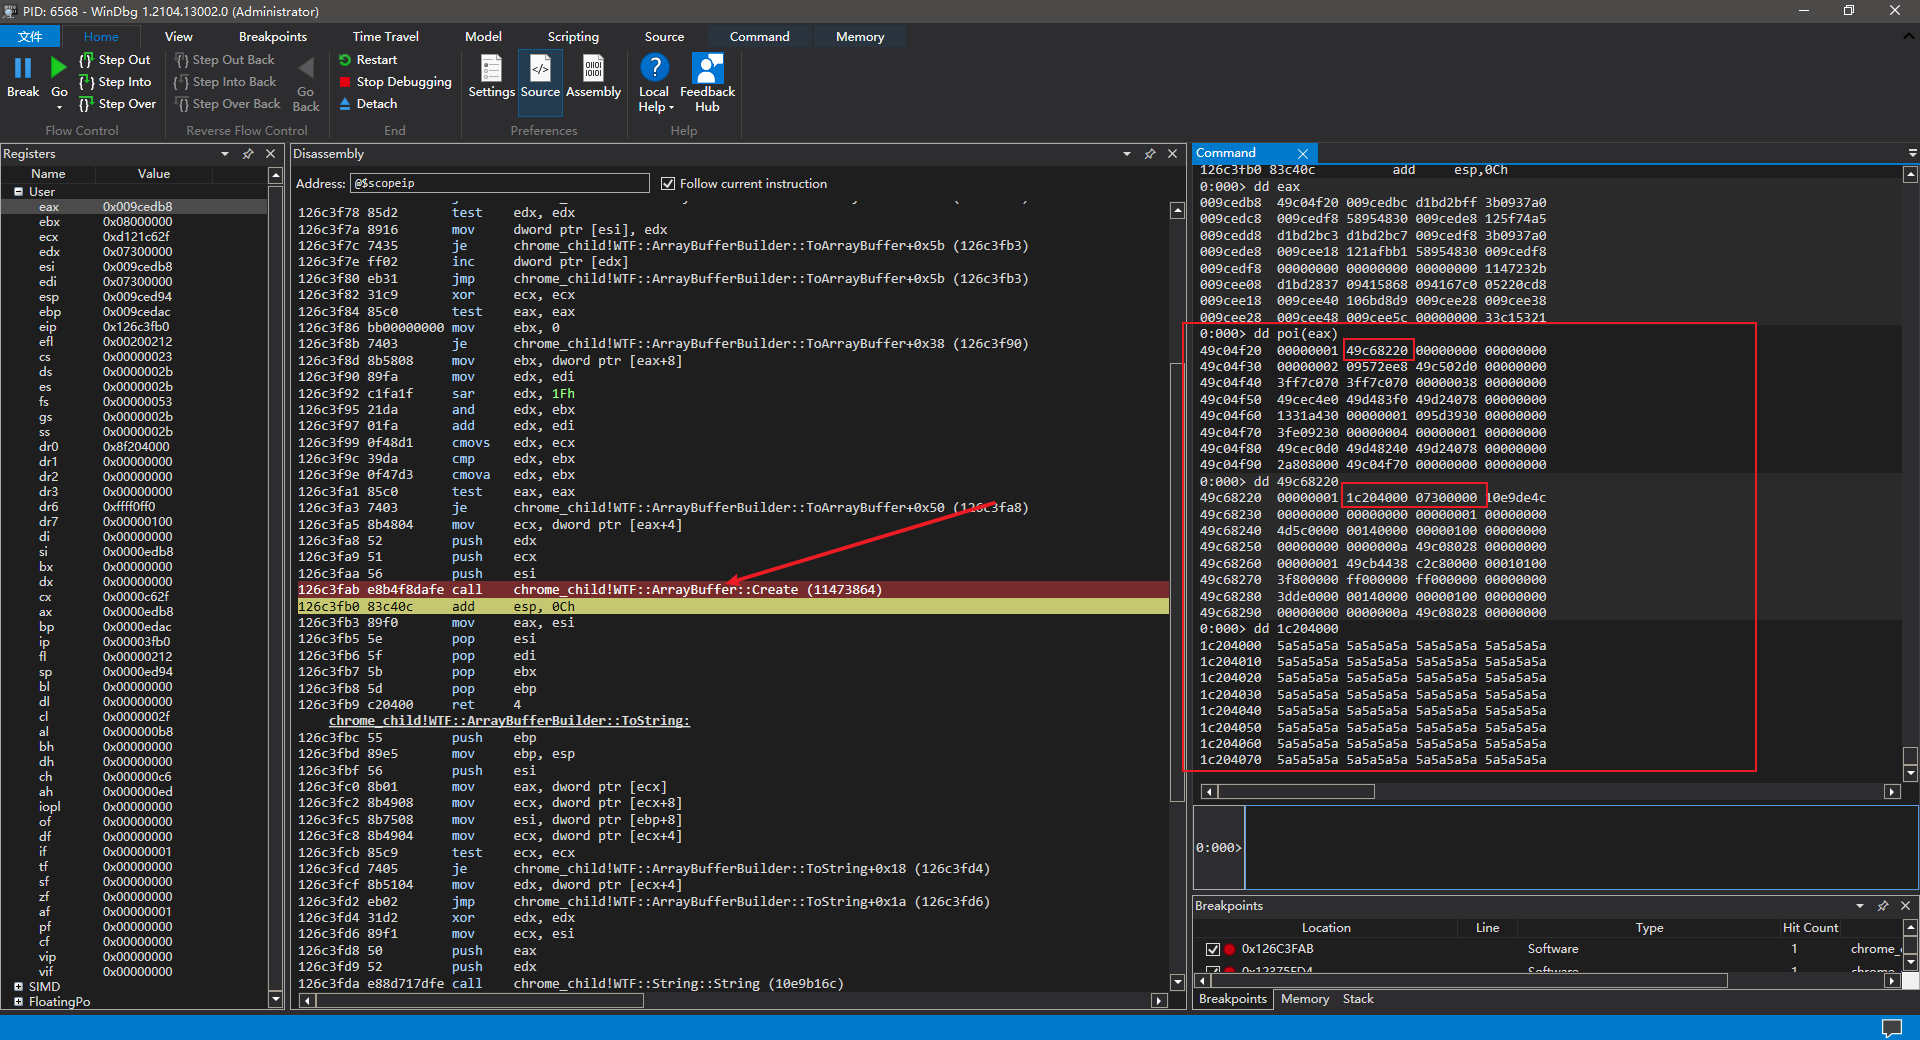 PID: 6568 - WinDbg 1.2104.13002.0 (Administrator)
文件 Home View Breakpoints Time Travel Model Scripting Source Command Memory
Break
Go
Step Out
Step Into
Step Over
Flow Control
Step Out Back
Step Into Back
Step Over Back
Go Back
Reverse Flow Control
Restart
Stop Debugging
Detach
End
Settings Source Assembly
Preferences
Local Help
Feedback Hub
Help
Registers
Name Value
User
eax 0x009cedb8
ebx 0x08000000
ecx 0xd121c62f
edx 0x07300000
esi 0x009cedb8
edi 0x07300000
esp 0x009ced94
ebp 0x009cedac
eip 0x126c3fb0
efl 0x00200212
cs 0x00000023
ds 0x0000002b
es 0x0000002b
fs 0x00000053
gs 0x0000002b
ss 0x0000002b
dr0 0x8f204000
dr1 0x00000000
dr2 0x00000000
dr3 0x00000000
dr6 0xffff0ff0
dr7 0x00000100
di 0x00000000
si 0x0000edb8
bx 0x00000000
dx 0x00000000
cx 0x0000c62f
ax 0x0000edb8
bp 0x0000edac
ip 0x00003fb0
fl 0x00000212
sp 0x0000ed94
bl 0x00000000
dl 0x00000000
cl 0x0000002f
al 0x000000b8
bh 0x00000000
dh 0x00000000
ch 0x000000c6
ah 0x000000ed
iopl 0x00000000
of 0x00000000
df 0x00000000
if 0x00000001
tf 0x00000000
sf 0x00000000
zf 0x00000000
af 0x00000001
pf 0x00000000
cf 0x00000000
vip 0x00000000
vif 0x00000000
SIMD
FloatingPo
Disassembly
Address: @$scopeip Follow current instruction
126c3f78 85d2 test edx, edx
126c3f7a 8916 mov dword ptr [esi], edx
126c3f7c 7435 je chrome_child!WTF::ArrayBufferBuilder::ToArrayBuffer+0x5b (126c3fb3)
126c3f7e ff02 inc dword ptr [edx]
126c3f80 eb31 jmp chrome_child!WTF::ArrayBufferBuilder::ToArrayBuffer+0x5b (126c3fb3)
126c3f82 31c9 xor ecx, ecx
126c3f84 85c0 test eax, eax
126c3f86 bb00000000 mov ebx, 0
126c3f8b 7403 je chrome_child!WTF::ArrayBufferBuilder::ToArrayBuffer+0x38 (126c3f90)
126c3f8d 8b5808 mov ebx, dword ptr [eax+8]
126c3f90 89fa mov edx, edi
126c3f92 c1fa1f sar edx, 1Fh
126c3f95 21da and edx, ebx
126c3f97 01fa add edx, edi
126c3f99 0f48d1 cmovs edx, ecx
126c3f9c 39da cmp edx, ebx
126c3f9e 0f47d3 cmova edx, ebx
126c3fa1 85c0 test eax, eax
126c3fa3 7403 je chrome_child!WTF::ArrayBufferBuilder::ToArrayBuffer+0x50 (126c3fa8)
126c3fa5 8b4804 mov ecx, dword ptr [eax+4]
126c3fa8 52 push edx
126c3fa9 51 push ecx
126c3faa 56 push esi
126c3fab e8b4f8dafe call chrome_child!WTF::ArrayBuffer::Create (11473864)
126c3fb0 83c40c add esp, 0Ch
126c3fb3 89f0 mov eax, esi
126c3fb5 5e pop esi
126c3fb6 5f pop edi
126c3fb7 5b pop ebx
126c3fb8 5d pop ebp
126c3fb9 c20400 ret 4
chrome_child!WTF::ArrayBufferBuilder::ToString:
126c3fbc 55 push ebp
126c3fbd 89e5 mov ebp, esp
126c3fbf 56 push esi
126c3fc0 8b01 mov eax, dword ptr [ecx]
126c3fc2 8b4908 mov ecx, dword ptr [ecx+8]
126c3fc5 8b7508 mov esi, dword ptr [ebp+8]
126c3fc8 8b4904 mov ecx, dword ptr [ecx+4]
126c3fcb 85c9 test ecx, ecx
126c3fcd 7405 je chrome_child!WTF::ArrayBufferBuilder::ToString+0x18 (126c3fd4)
126c3fcf 8b5104 mov edx, dword ptr [ecx+4]
126c3fd2 eb02 jmp chrome_child!WTF::ArrayBufferBuilder::ToString+0x1a (126c3fd6)
126c3fd4 31d2 xor edx, edx
126c3fd6 89f1 mov ecx, esi
126c3fd8 50 push eax
126c3fd9 52 push edx
126c3fda e88d717dfe call chrome_child!WTF::String::String (10e9b16c)
Command
126c3fb0 83c40c add esp,0Ch
0:000> dd eax
009cedb8 49c04f20 009cedbc d1bd2bff 3b0937a0
009cedc8 009cedf8 58954830 009cede8 125f74a5
009cedd8 d1bd2bc3 d1bd2bc7 009cedf8 3b0937a0
009cede8 009cee18 121afbb1 58954830 009cedf8
009cedf8 00000000 00000000 00000000 1147232b
009cee08 d1bd2837 09415868 094167c0 05220cd8
009cee18 009cee40 106bd8d9 009cee28 009cee38
009cee28 009cee48 009cee5c 00000000 33c15321
0:000> dd poi(eax)
49c04f20 00000001 49c68220 00000000 00000000
49c04f30 00000002 09572ee8 49c502d0 00000000
49c04f40 3ff7c070 3ff7c070 00000038 00000000
49c04f50 49cec4e0 49d483f0 49d24078 00000000
49c04f60 1331a430 00000001 095d3930 00000000
49c04f70 3fe09230 00000004 00000001 00000000
49c04f80 49cec0d0 49d48240 49d24078 00000000
49c04f90 2a808000 49c04f70 00000000 00000000
0:000> dd 49c68220
49c68220 00000001 1c204000 07300000 10e9de4c
49c68230 00000000 00000000 00000001 00000000
49c68240 4d5c0000 00140000 00000100 00000000
49c68250 00000000 0000000a 49c08028 00000000
49c68260 00000001 49cb4438 c2c80000 00010100
49c68270 3f800000 ff000000 ff000000 00000000
49c68280 3dde0000 00140000 00000100 00000000
49c68290 00000000 0000000a 49c08028 00000000
0:000> dd 1c204000
1c204000 5a5a5a5a 5a5a5a5a 5a5a5a5a 5a5a5a5a
1c204010 5a5a5a5a 5a5a5a5a 5a5a5a5a 5a5a5a5a
1c204020 5a5a5a5a 5a5a5a5a 5a5a5a5a 5a5a5a5a
1c204030 5a5a5a5a 5a5a5a5a 5a5a5a5a 5a5a5a5a
1c204040 5a5a5a5a 5a5a5a5a 5a5a5a5a 5a5a5a5a
1c204050 5a5a5a5a 5a5a5a5a 5a5a5a5a 5a5a5a5a
1c204060 5a5a5a5a 5a5a5a5a 5a5a5a5a 5a5a5a5a
1c204070 5a5a5a5a 5a5a5a5a 5a5a5a5a 5a5a5a5a
0:000>
Breakpoints
Location Line Type Hit Count
0x126C3FAB Software 1 chrome_
Breakpoints Memory Stack